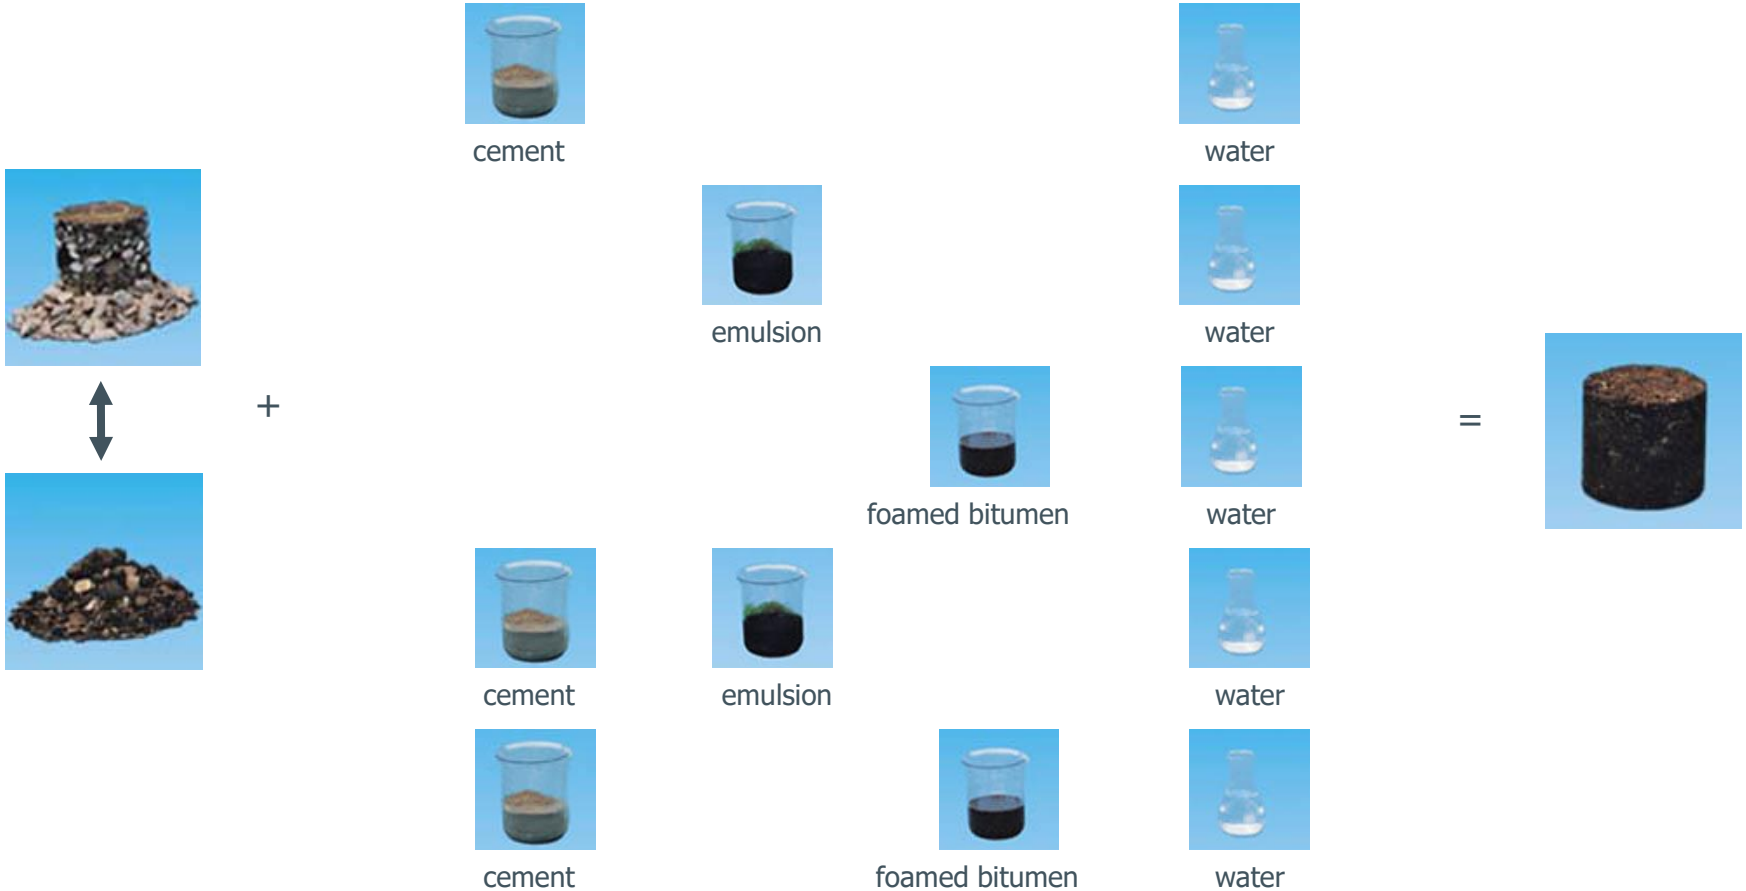 cement
water
emulsion
water
+
foamed bitumen
water
=
cement
emulsion
water
cement
foamed bitumen
water